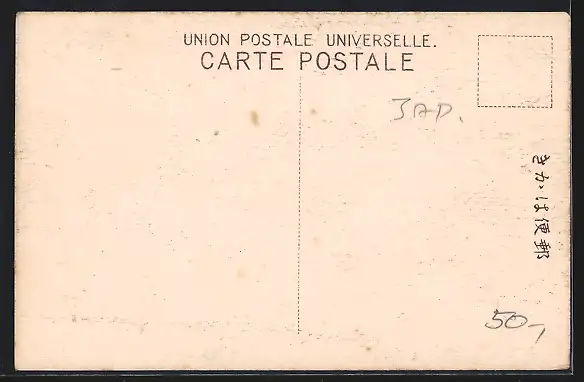 UNION POSTALE UNIVERSELLE.
CARTE POSTALE
JAP.
きかは便郵
50,-